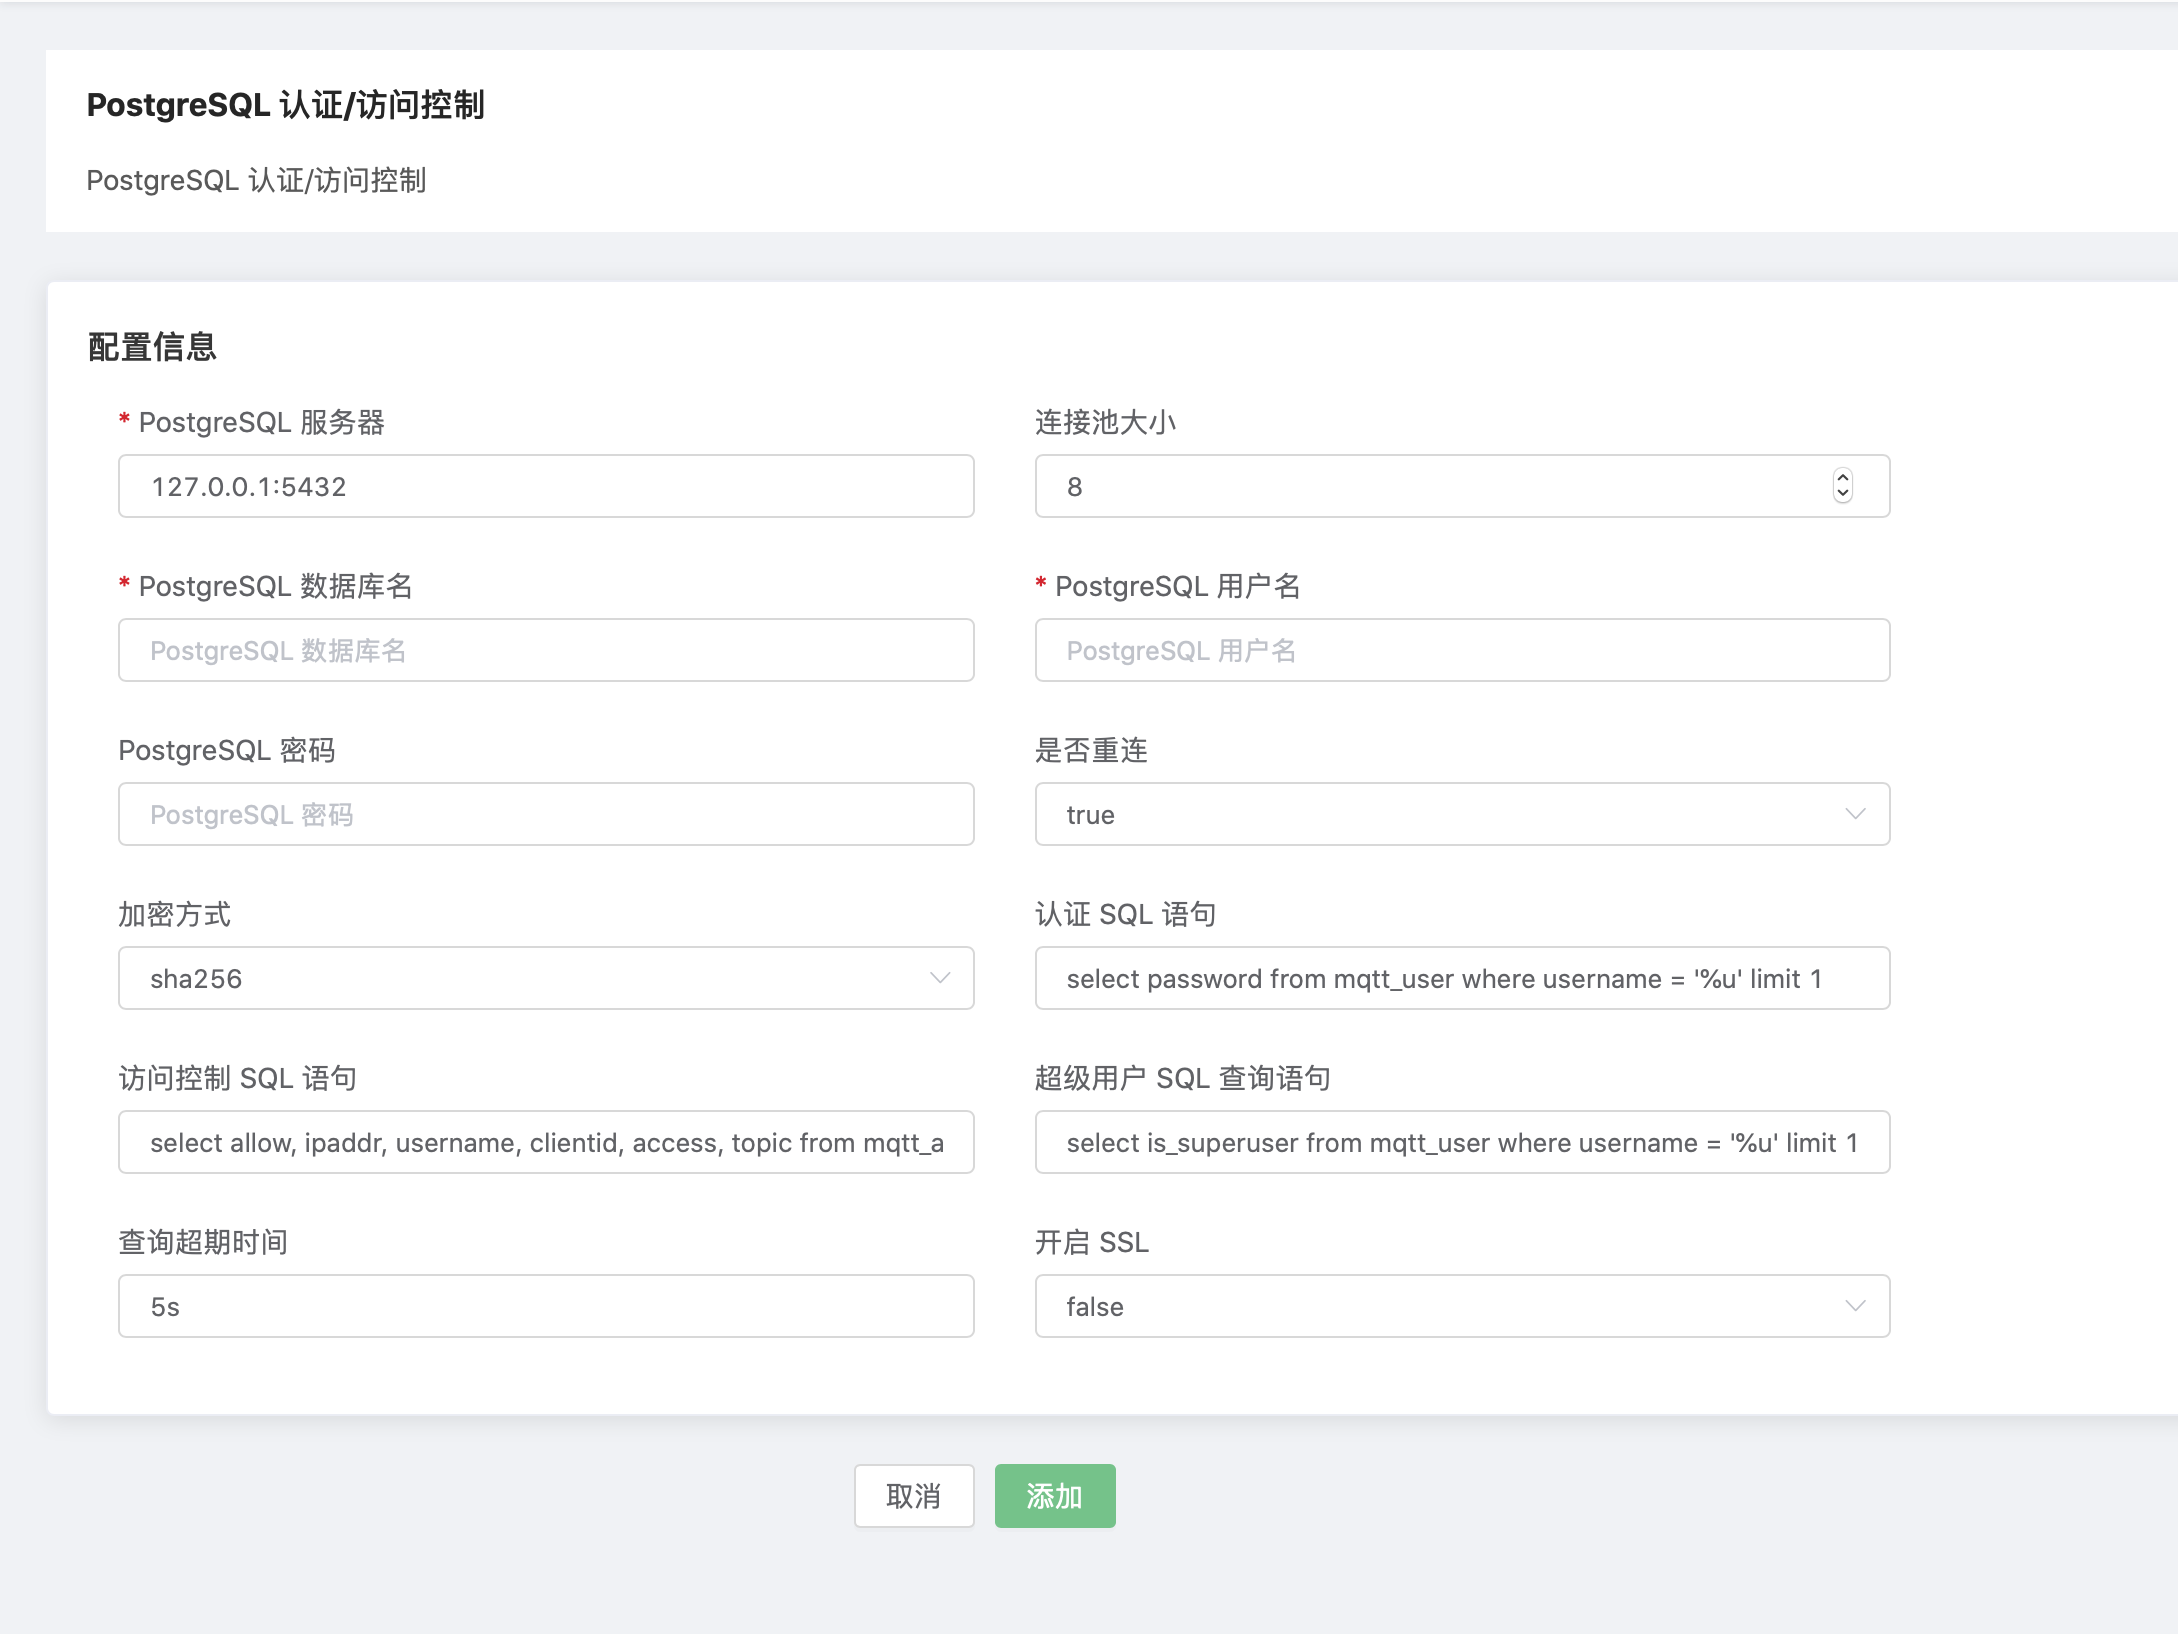 PostgreSQL 认证/访问控制
PostgreSQL 认证/访问控制
配置信息
* PostgreSQL 服务器
连接池大小
127.0.0.1:5432
8
* PostgreSQL 数据库名
* PostgreSQL 用户名
PostgreSQL 数据库名
PostgreSQL 用户名
PostgreSQL 密码
是否重连
PostgreSQL 密码
true
加密方式
认证 SQL 语句
sha256
select password from mqtt_user where username = '%u' limit 1
访问控制 SQL 语句
超级用户 SQL 查询语句
select allow, ipaddr, username, clientid, access, topic from mqtt_a
select is_superuser from mqtt_user where username = '%u' limit 1
查询超期时间
开启 SSL
5s
false
取消
添加